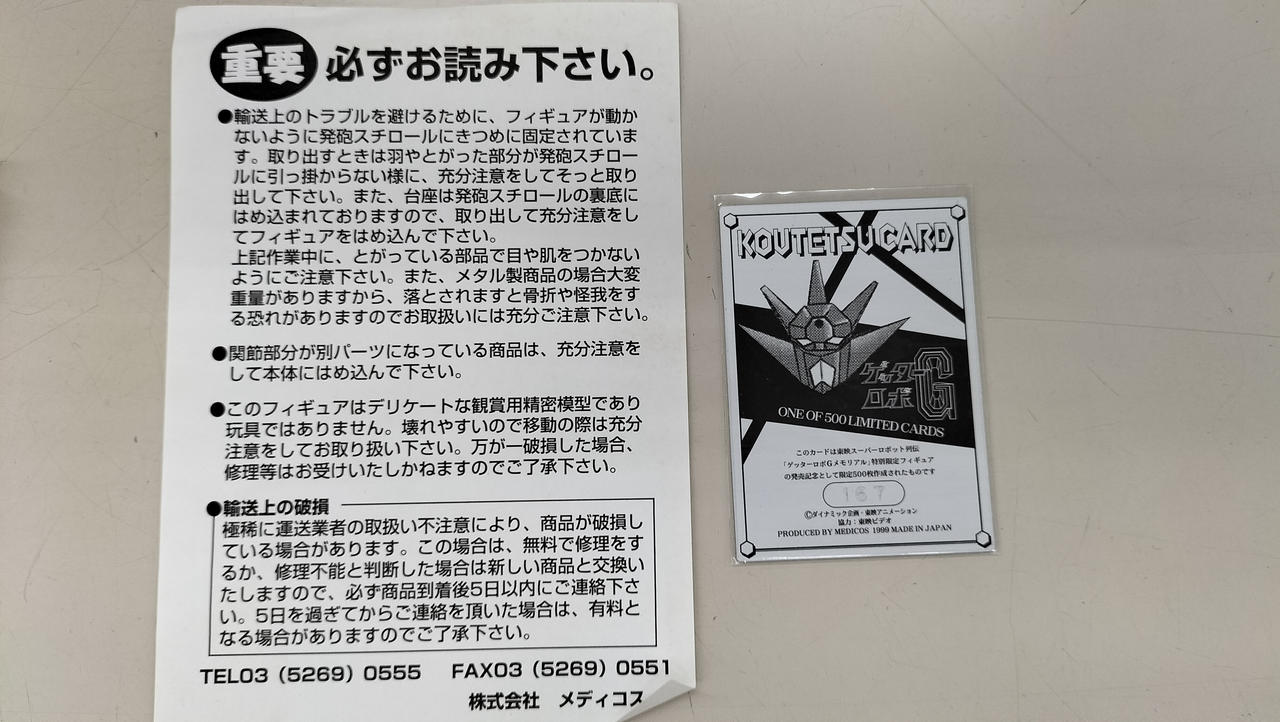 重要 必ずお読み下さい。
●輸送上のトラブルを避けるために、フィギュアが動か
ないように発砲スチロールにきつめに固定されていま
す。取り出すときは羽やとがった部分が発砲スチロー
ルに引っ掛からない様に、充分注意をしてそっと取り
出して下さい。また、台座は発砲スチロールの裏底に
はめ込まれておりますので、取り出して充分注意をし
てフィギュアをはめ込んで下さい。
上記作業中に、とがっている部品で目や肌をつかない
ようにご注意下さい。また、メタル製商品の場合大変
重量がありますから、落とされますと骨折や怪我をす
る恐れがありますのでお取扱いには充分ご注意下さい。
●関節部分が別パーツになっている商品は、充分注意を
して本体にはめ込んで下さい。
●このフィギュアはデリケートな観賞用精密模型であり
玩具ではありません。壊れやすいので移動の際は充分
注意をしてお取り扱い下さい。万が一破損した場合、
修理等はお受けいたしかねますのでご了承下さい。
●輸送上の破損
極稀に運送業者の取扱い不注意により、商品が破損し
ている場合があります。この場合は、無料で修理をす
るか、修理不能と判断した場合は新しい商品と交換い
たしますので、必ず商品到着後5日以内にご連絡下さ
い。5日を過ぎてからご連絡を頂いた場合は、有料と
なる場合がありますのでご了承下さい。
TEL03（5269）0555　FAX03（5269）0551
株式会社　メディコス
KOUTETSU CARD
ゲッター
ロボ G
ONE OF 500 LIMITED CARDS
このカードは東映スーパーロボット列伝
「ゲッターロボGメモリアル」特別限定フィギュア
の発売記念として限定500枚作成されたものです
167
©ダイナミック企画・東映アニメーション
協力：東映ビデオ
PRODUCED BY MEDICOS 1999 MADE IN JAPAN